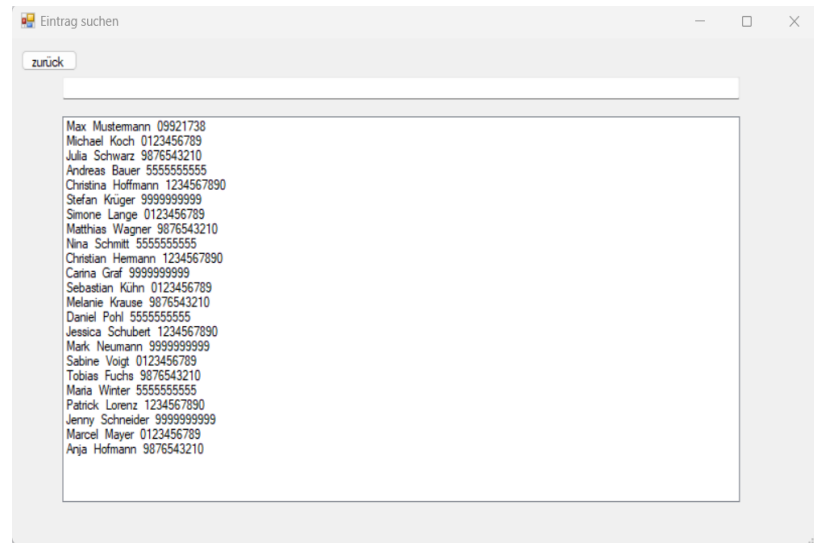 Eintrag suchen
zurück
Max Mustermann 09921738
Michael Koch 0123456789
Julia Schwarz 9876543210
Andreas Bauer 5555555555
Christina Hoffmann 1234567890
Stefan Krüger 9999999999
Simone Lange 0123456789
Matthias Wagner 9876543210
Nina Schmitt 5555555555
Christian Hermann 1234567890
Carina Graf 9999999999
Sebastian Kühn 0123456789
Melanie Krause 9876543210
Daniel Pohl 5555555555
Jessica Schubert 1234567890
Mark Neumann 9999999999
Sabine Voigt 0123456789
Tobias Fuchs 9876543210
Maria Winter 5555555555
Patrick Lorenz 1234567890
Jenny Schneider 9999999999
Marcel Mayer 0123456789
Anja Hofmann 9876543210